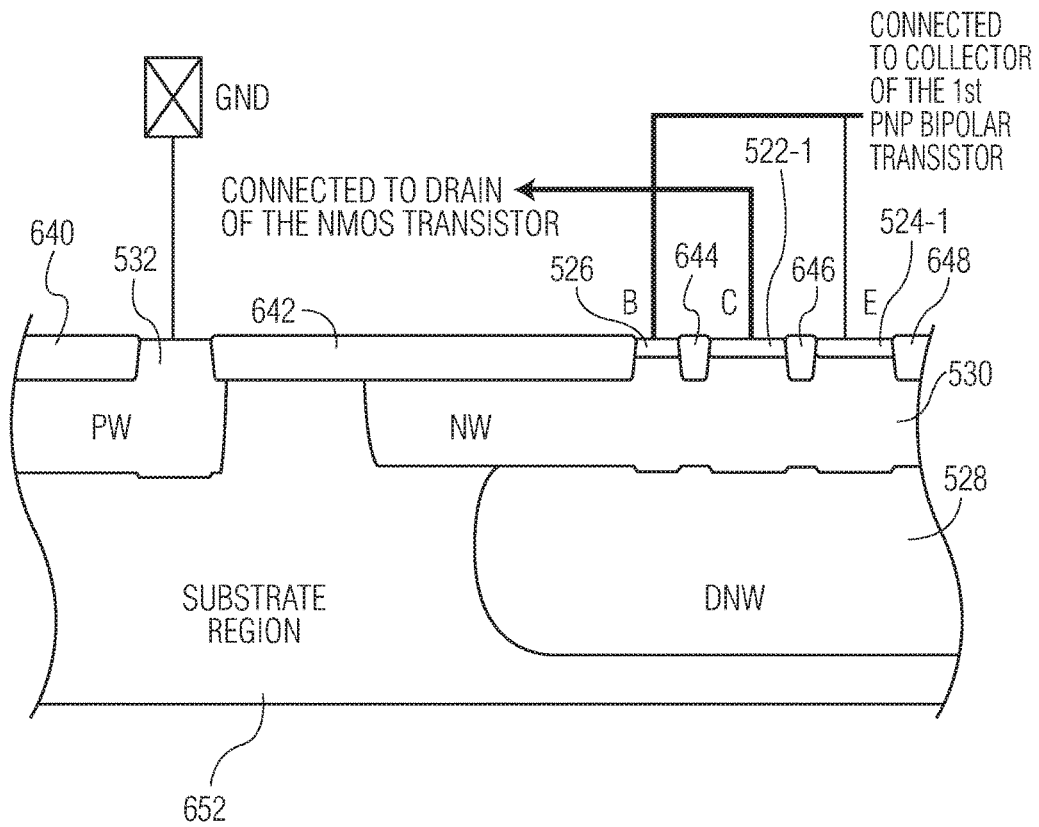 CONNECTED
TO COLLECTOR
OF THE 1st
PNP BIPOLAR
TRANSISTOR
GND
522-1
CONNECTED TO DRAIN
OF THE NMOS TRANSISTOR
524-1
640
532
526
644
646
648
642
B
C
E
530
PW
NW
528
SUBSTRATE
REGION
DNW
652